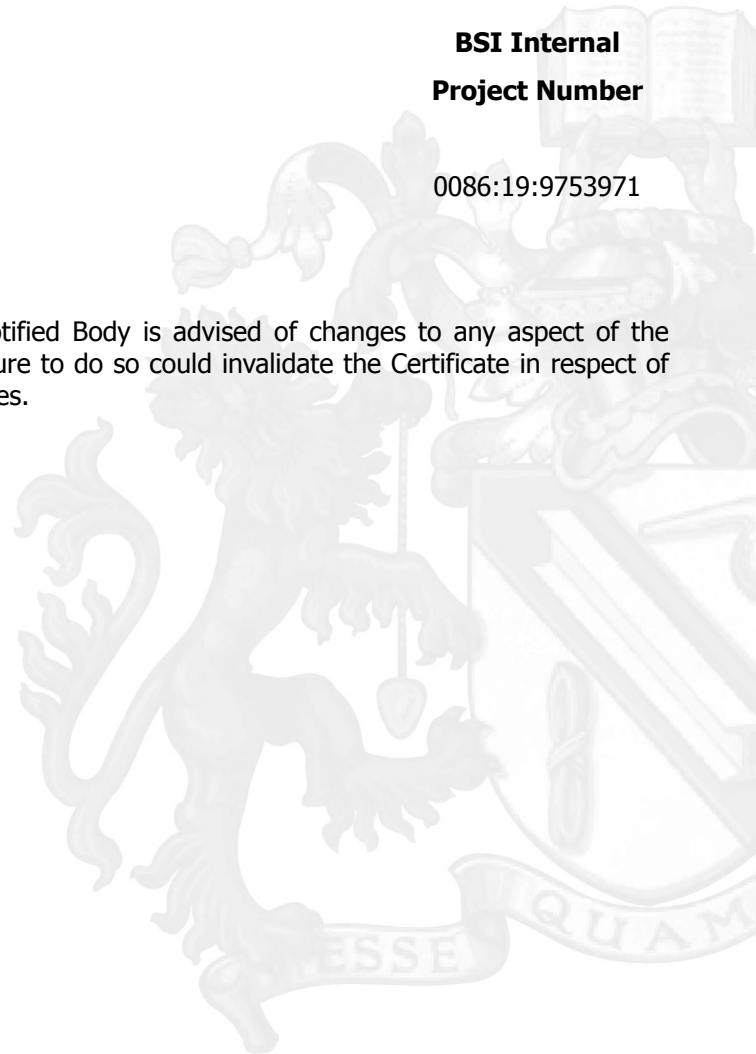 BSI Internal
Project Number
0086:19:9753971
tified Body is advised of changes to any aspect of the
ure to do so could invalidate the Certificate in respect of
es.
ESSE
QUAM